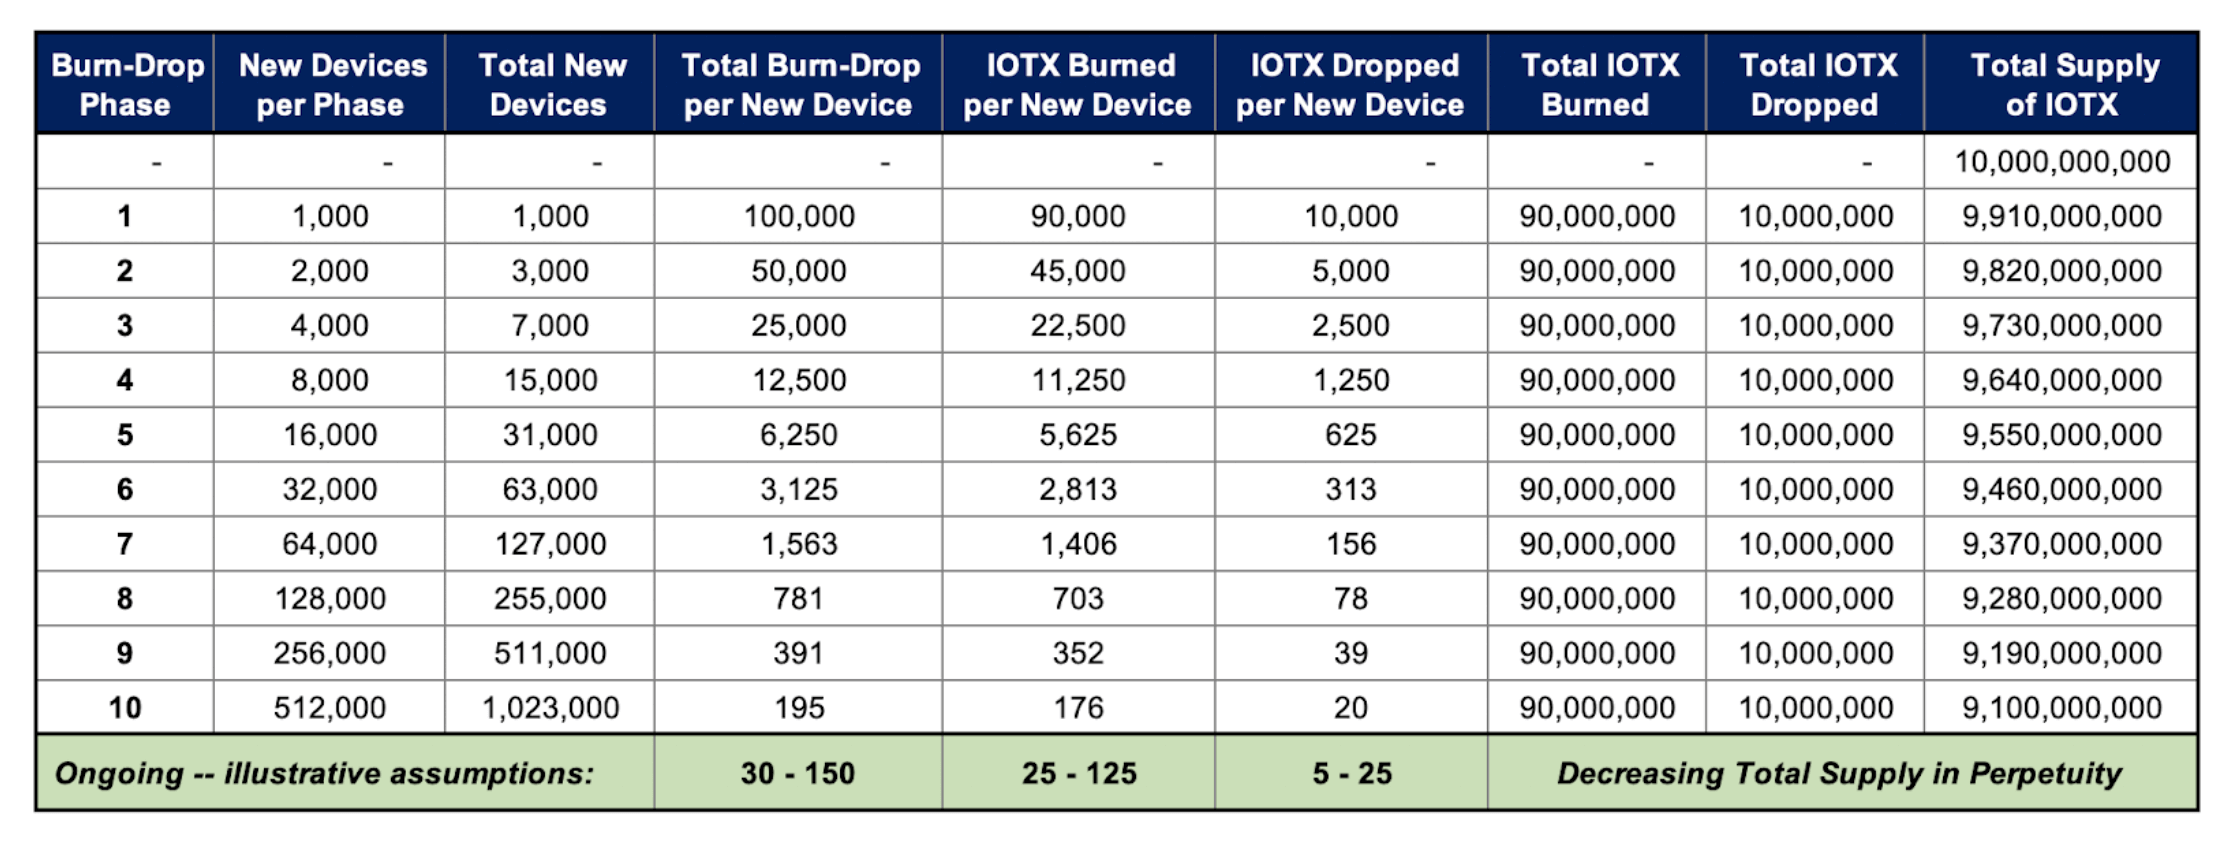 Burn-Drop Phase | New Devices per Phase | Total New Devices | Total Burn-Drop per New Device | IOTX Burned per New Device | IOTX Dropped per New Device | Total IOTX Burned | Total IOTX Dropped | Total Supply of IOTX
- | - | - | - | - | - | - | - | 10,000,000,000
1 | 1,000 | 1,000 | 100,000 | 90,000 | 10,000 | 90,000,000 | 10,000,000 | 9,910,000,000
2 | 2,000 | 3,000 | 50,000 | 45,000 | 5,000 | 90,000,000 | 10,000,000 | 9,820,000,000
3 | 4,000 | 7,000 | 25,000 | 22,500 | 2,500 | 90,000,000 | 10,000,000 | 9,730,000,000
4 | 8,000 | 15,000 | 12,500 | 11,250 | 1,250 | 90,000,000 | 10,000,000 | 9,640,000,000
5 | 16,000 | 31,000 | 6,250 | 5,625 | 625 | 90,000,000 | 10,000,000 | 9,550,000,000
6 | 32,000 | 63,000 | 3,125 | 2,813 | 313 | 90,000,000 | 10,000,000 | 9,460,000,000
7 | 64,000 | 127,000 | 1,563 | 1,406 | 156 | 90,000,000 | 10,000,000 | 9,370,000,000
8 | 128,000 | 255,000 | 781 | 703 | 78 | 90,000,000 | 10,000,000 | 9,280,000,000
9 | 256,000 | 511,000 | 391 | 352 | 39 | 90,000,000 | 10,000,000 | 9,190,000,000
10 | 512,000 | 1,023,000 | 195 | 176 | 20 | 90,000,000 | 10,000,000 | 9,100,000,000
Ongoing -- illustrative assumptions: | 30 - 150 | 25 - 125 | 5 - 25 | Decreasing Total Supply in Perpetuity